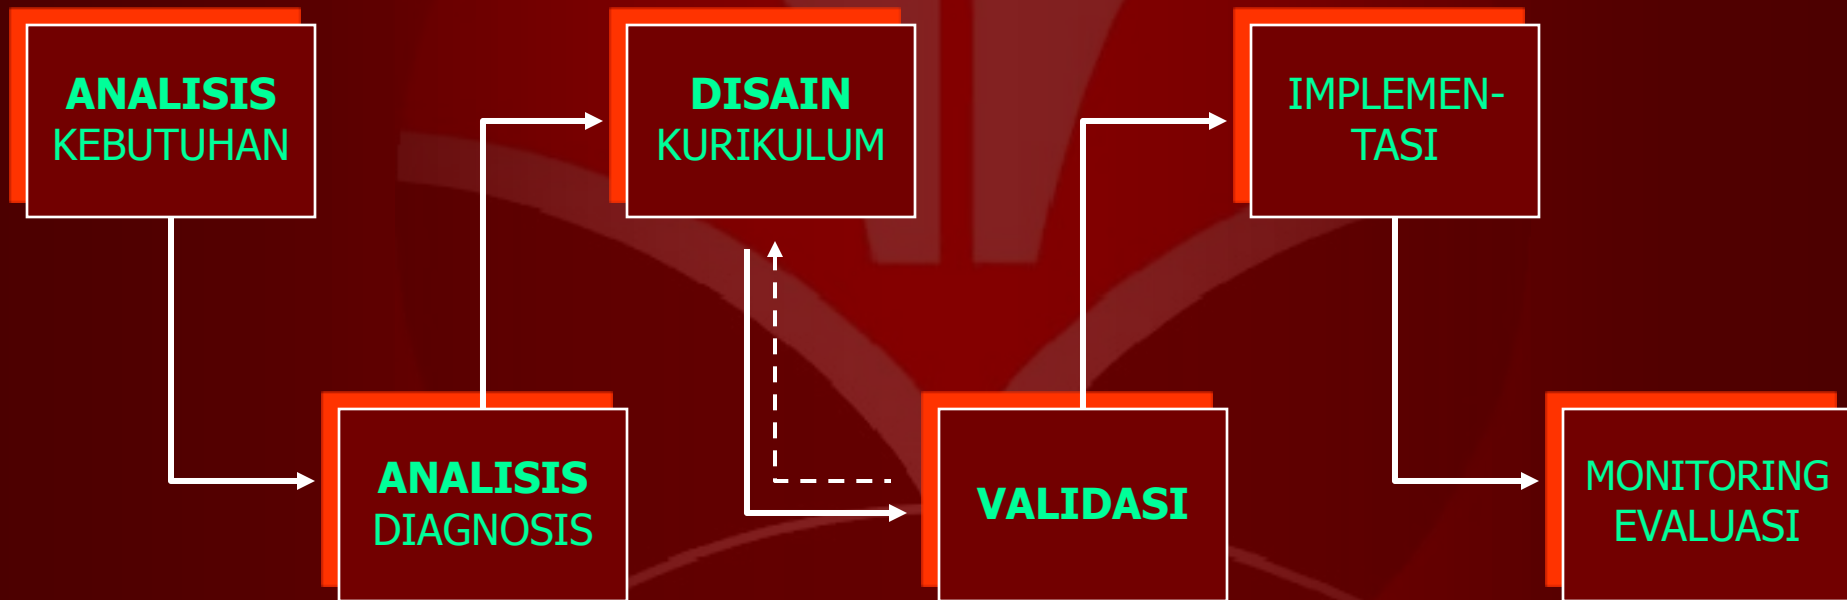 ANALISIS
KEBUTUHAN
ANALISIS
DIAGNOSIS
DISAIN
KURIKULUM
VALIDASI
IMPLEMEN-
TASI
MONITORING
EVALUASI